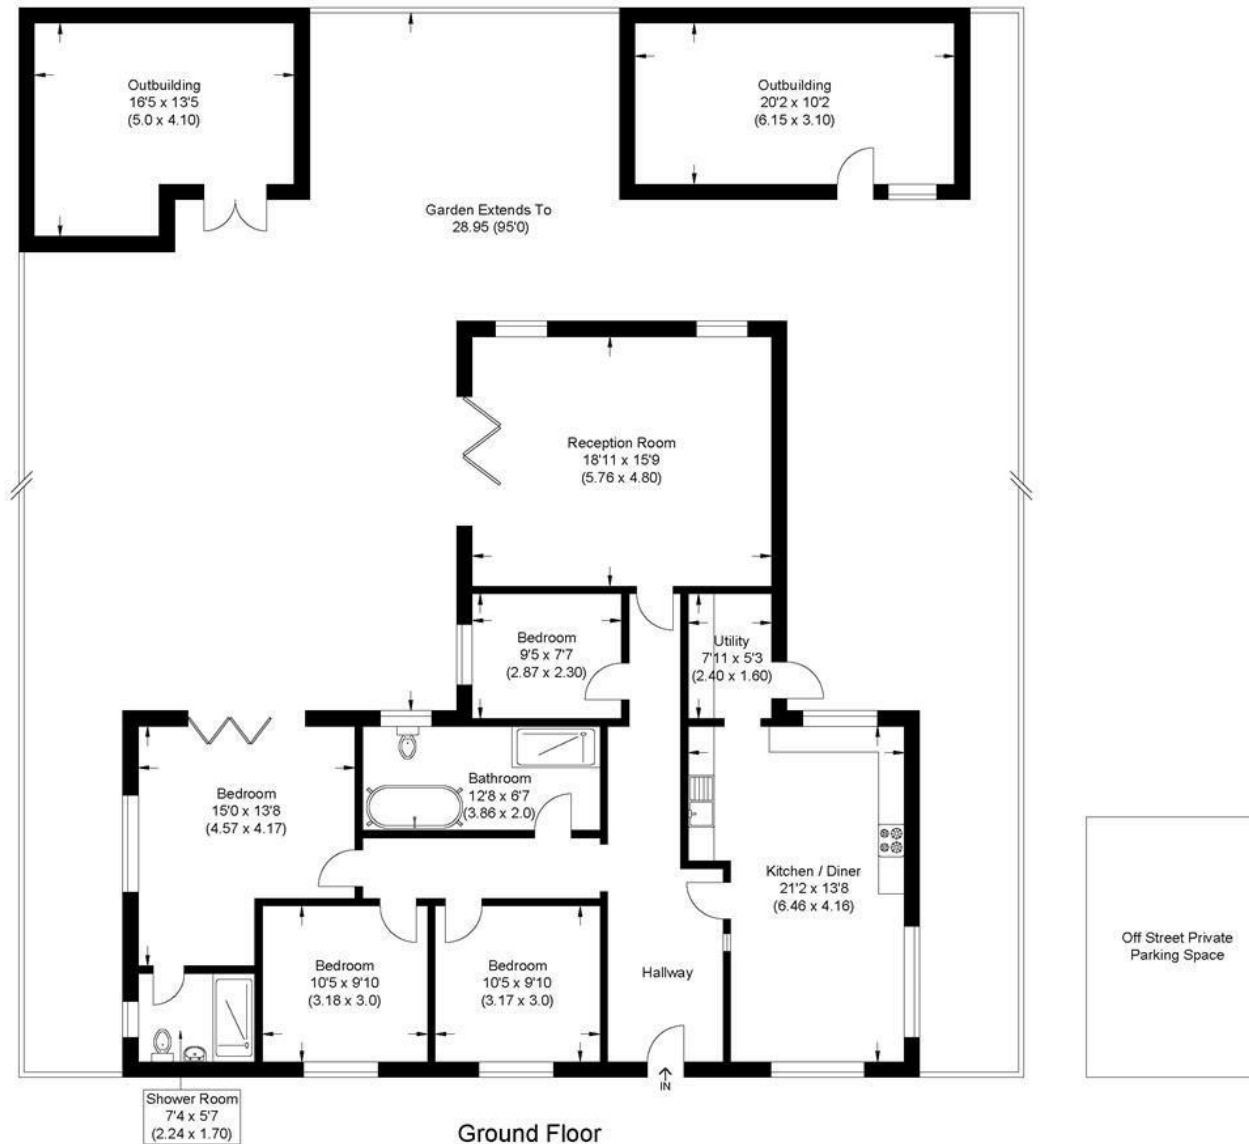 Outbuilding
16'5 x 13'5
(5.0 x 4.10)
Outbuilding
20'2 x 10'2
(6.15 x 3.10)
Garden Extends To
28.95 (95'0)
Reception Room
18'11 x 15'9
(5.76 x 4.80)
Bedroom
9'5 x 7'7
(2.87 x 2.30)
Utility
7'11 x 5'3
(2.40 x 1.60)
Bedroom
15'0 x 13'8
(4.57 x 4.17)
Bathroom
12'8 x 6'7
(3.86 x 2.0)
Kitchen / Diner
21'2 x 13'8
(6.46 x 4.16)
Off Street Private
Parking Space
Bedroom
10'5 x 9'10
(3.18 x 3.0)
Bedroom
10'5 x 9'10
(3.17 x 3.0)
Hallway
IN
Shower Room
7'4 x 5'7
(2.24 x 1.70)
Ground Floor